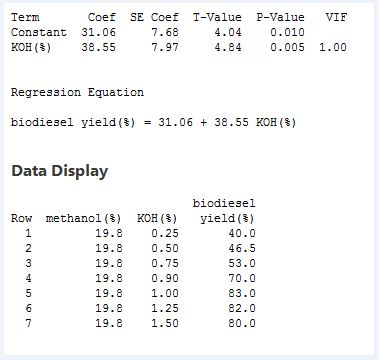 Term Coef SE Coef T-Value P-Value VIF
Constant 31.06 7.68 4.04 0.010
KOH(%) 38.55 7.97 4.84 0.005 1.00
Regression Equation
biodiesel yield(%) = 31.06 + 38.55 KOH(%)
Data Display
biodiesel
Row methanol(%) KOH(%) yield(%)
1 19.8 0.25 40.0
2 19.8 0.50 46.5
3 19.8 0.75 53.0
4 19.8 0.90 70.0
5 19.8 1.00 83.0
6 19.8 1.25 82.0
7 19.8 1.50 80.0